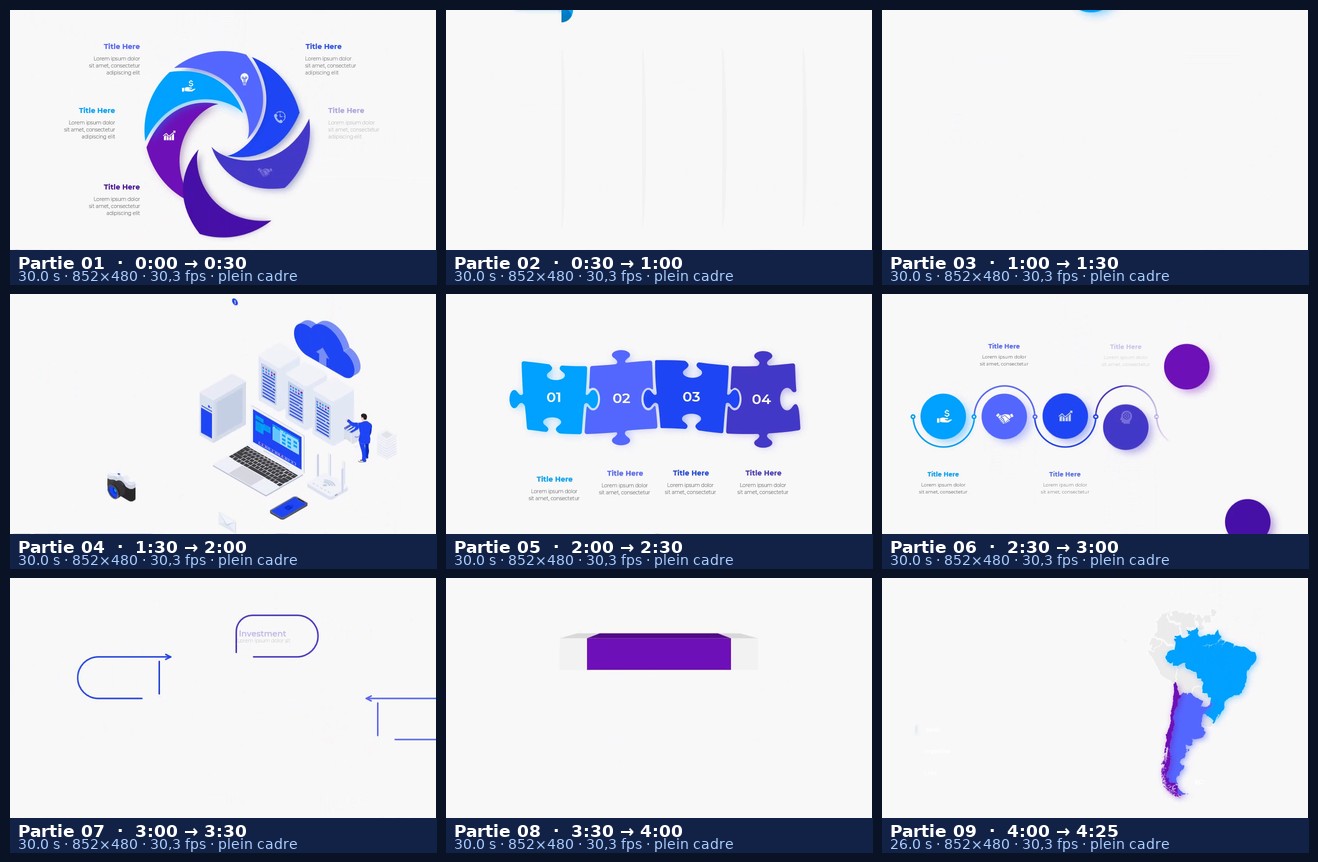 Title Here
Lorem ipsum dolor
sit amet, consectetur
adipiscing elit
Title Here
Lorem ipsum dolor
sit amet, consectetur
adipiscing elit
Title Here
Lorem ipsum dolor
sit amet, consectetur
adipiscing elit
Title Here
Lorem ipsum dolor
sit amet, consectetur
adipiscing elit
Title Here
Lorem ipsum dolor
sit amet, consectetur
adipiscing elit
Partie 01 · 0:00 → 0:30
30.0 s · 852×480 · 30,3 fps · plein cadre
Partie 02 · 0:30 → 1:00
30.0 s · 852×480 · 30,3 fps · plein cadre
Partie 03 · 1:00 → 1:30
30.0 s · 852×480 · 30,3 fps · plein cadre
Partie 04 · 1:30 → 2:00
30.0 s · 852×480 · 30,3 fps · plein cadre
01
02
03
04
Title Here
Lorem ipsum dolor
sit amet, consectetur
Title Here
Lorem ipsum dolor
sit amet, consectetur
Title Here
Lorem ipsum dolor
sit amet, consectetur
Title Here
Lorem ipsum dolor
sit amet, consectetur
Partie 05 · 2:00 → 2:30
30.0 s · 852×480 · 30,3 fps · plein cadre
Title Here
Lorem ipsum dolor
sit amet, consectetur
Title Here
Lorem ipsum dolor
sit amet, consectetur
Title Here
Lorem ipsum dolor
sit amet, consectetur
Title Here
Lorem ipsum dolor
sit amet, consectetur
Partie 06 · 2:30 → 3:00
30.0 s · 852×480 · 30,3 fps · plein cadre
Investment
Lorem ipsum dolor sit
Partie 07 · 3:00 → 3:30
30.0 s · 852×480 · 30,3 fps · plein cadre
Partie 08 · 3:30 → 4:00
30.0 s · 852×480 · 30,3 fps · plein cadre
Partie 09 · 4:00 → 4:25
26.0 s · 852×480 · 30,3 fps · plein cadre